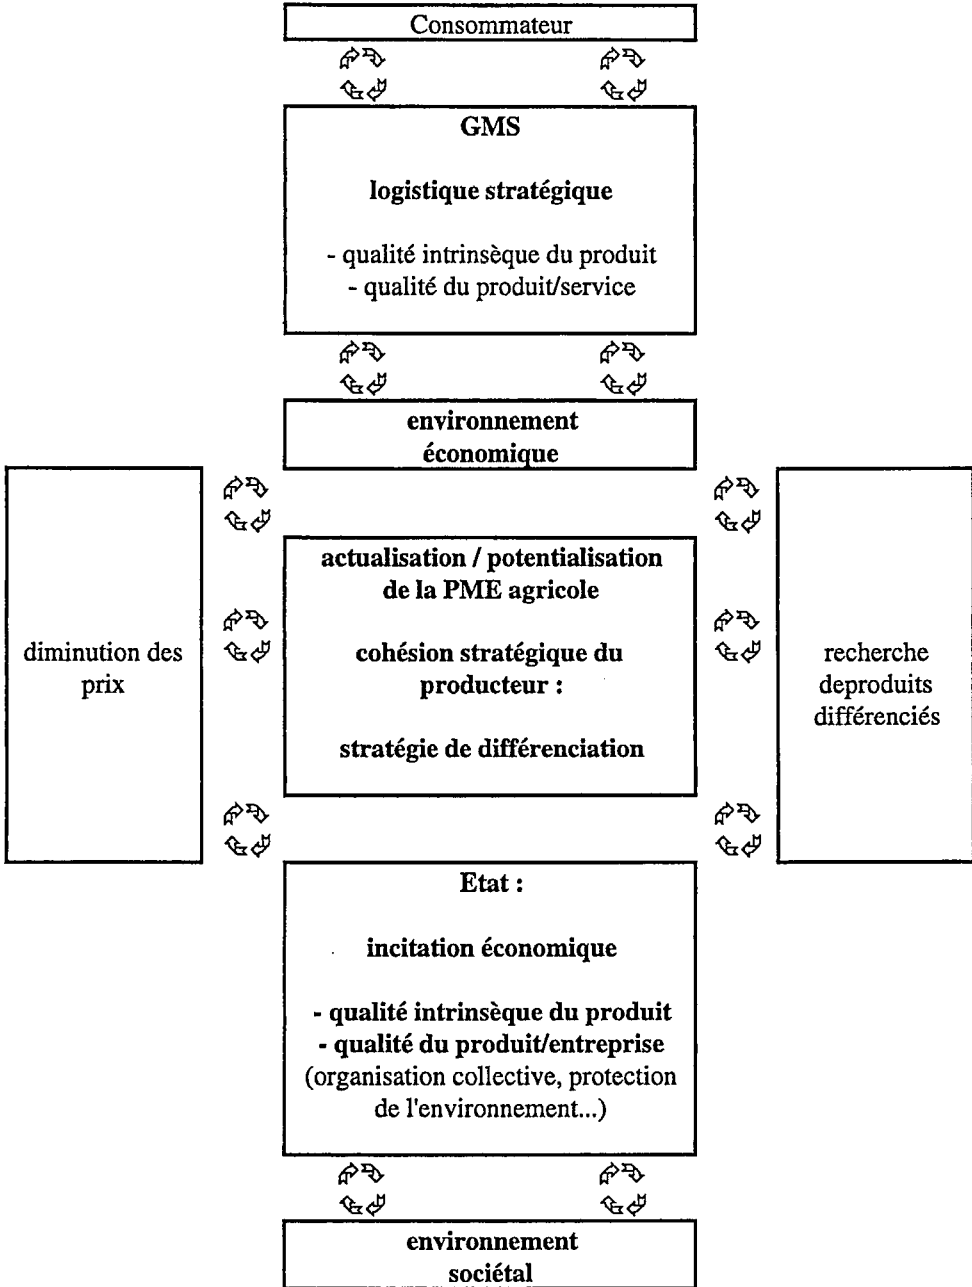 Consommateur
GMS
logistique stratégique
- qualité intrinsèque du produit
- qualité du produit/service
environnement
économique
diminution des
prix
actualisation / potentialisation
de la PME agricole
cohésion stratégique du
producteur :
stratégie de différenciation
recherche
deproduits
différenciés
Etat :
incitation économique
- qualité intrinsèque du produit
- qualité du produit/entreprise
(organisation collective, protection
de l'environnement...)
environnement
sociétal